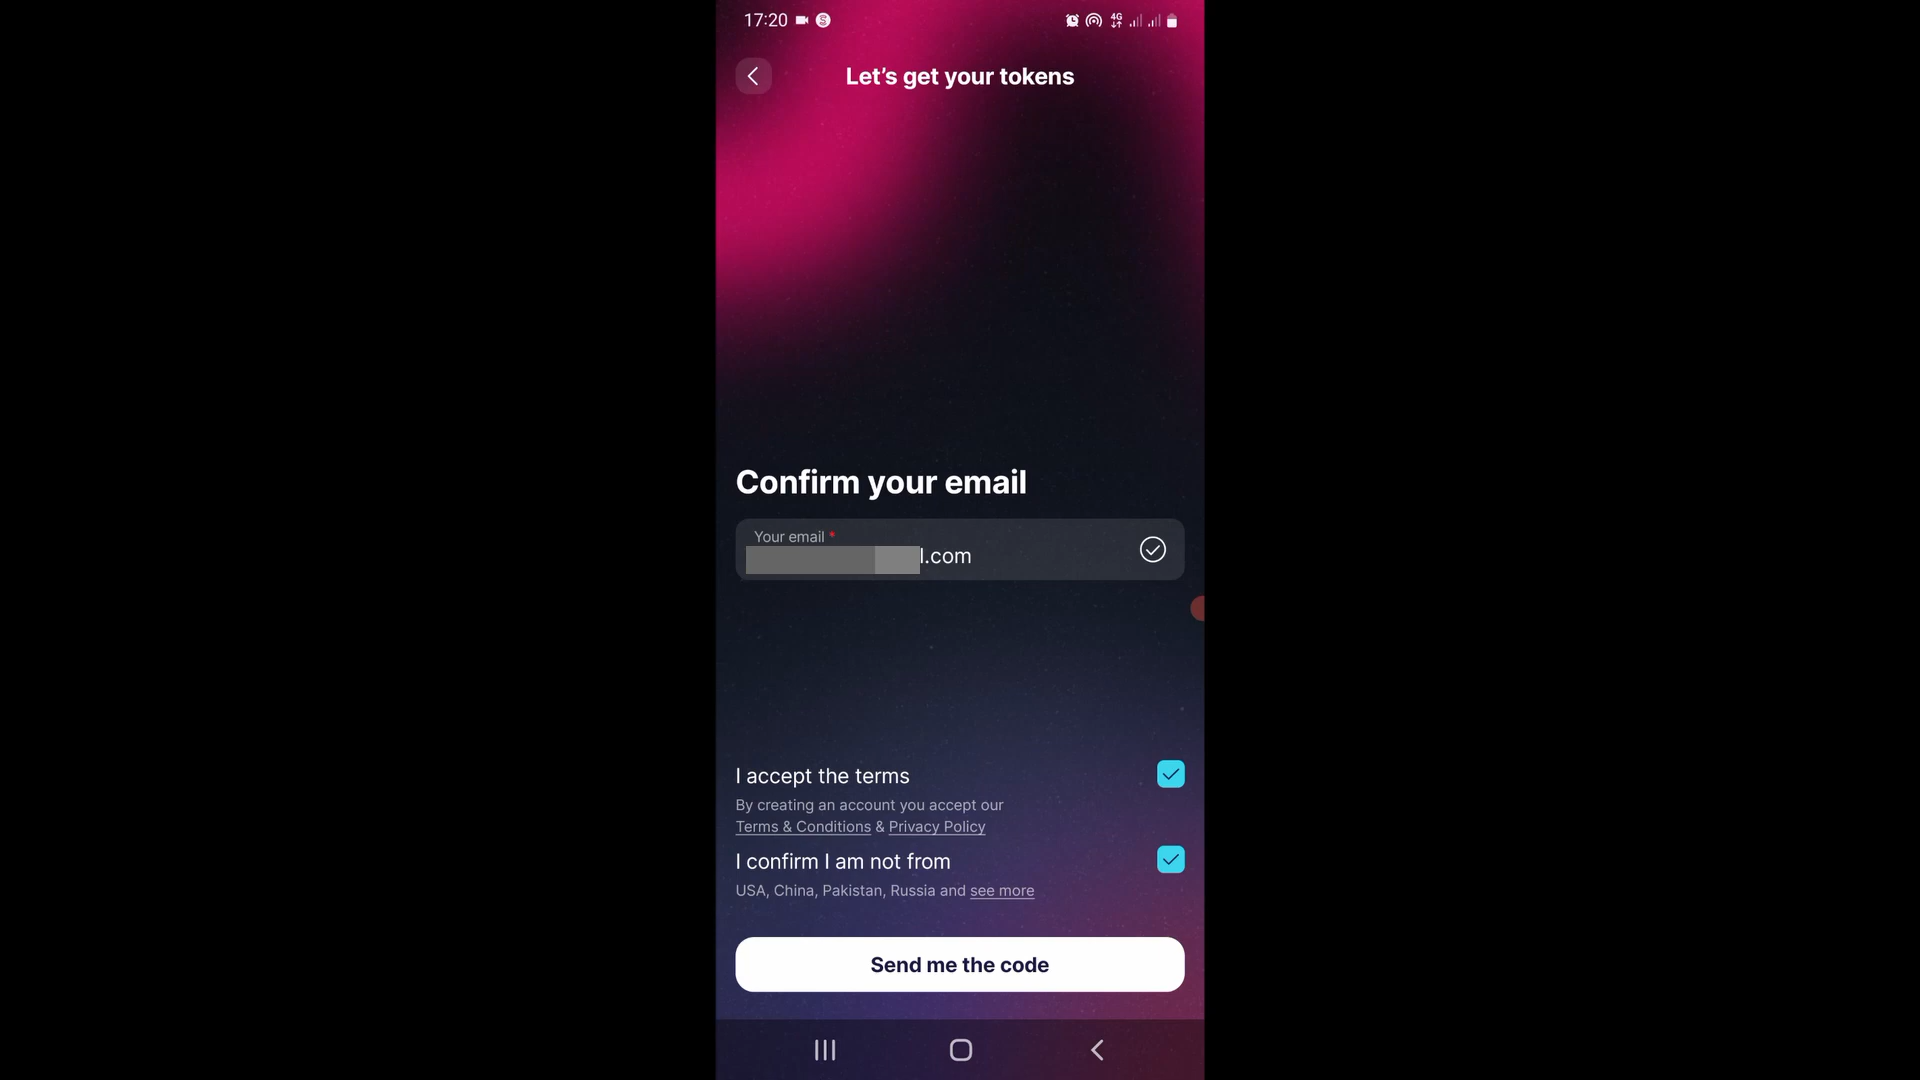 17:20
4G
Let’s get your tokens
Confirm your email
Your email *
l.com
I accept the terms
By creating an account you accept our
Terms & Conditions & Privacy Policy
I confirm I am not from
USA, China, Pakistan, Russia and see more
Send me the code